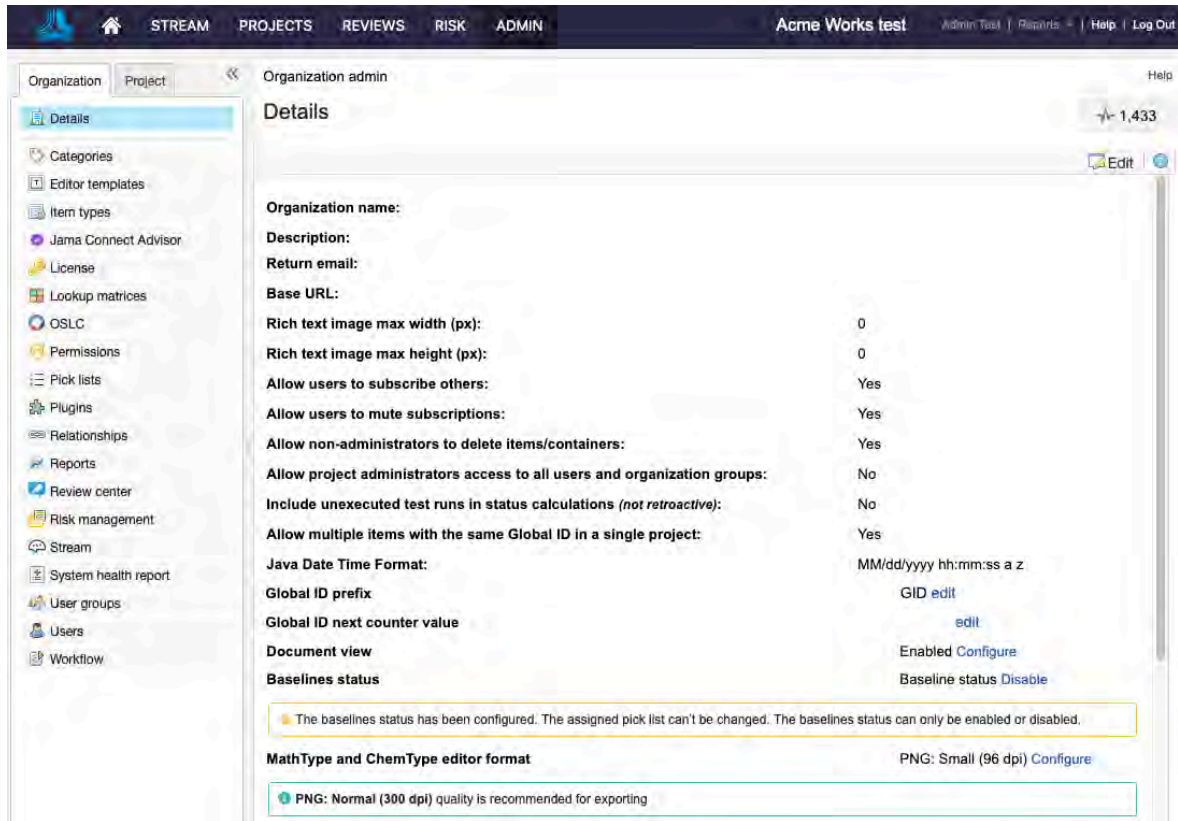 STREAM PROJECTS REVIEWS RISK ADMIN Acme Works test Admin Test | Reports | Help | Log Out
Organization Project
Organization admin Help
Details
1,433
Edit
Details
Categories
Editor templates
Item types
Jama Connect Advisor
License
Lookup matrices
OSLC
Permissions
Pick lists
Plugins
Relationships
Reports
Review center
Risk management
Stream
System health report
User groups
Users
Workflow
Organization name:
Description:
Return email:
Base URL:
Rich text image max width (px): 0
Rich text image max height (px): 0
Allow users to subscribe others: Yes
Allow users to mute subscriptions: Yes
Allow non-administrators to delete items/containers: Yes
Allow project administrators access to all users and organization groups: No
Include unexecuted test runs in status calculations (not retroactive): No
Allow multiple items with the same Global ID in a single project: Yes
Java Date Time Format: MM/dd/yyyy hh:mm:ss a z
Global ID prefix GID edit
Global ID next counter value edit
Document view Enabled Configure
Baselines status Baseline status Disable
The baselines status has been configured. The assigned pick list can't be changed. The baselines status can only be enabled or disabled.
MathType and ChemType editor format PNG: Small (96 dpi) Configure
PNG: Normal (300 dpi) quality is recommended for exporting